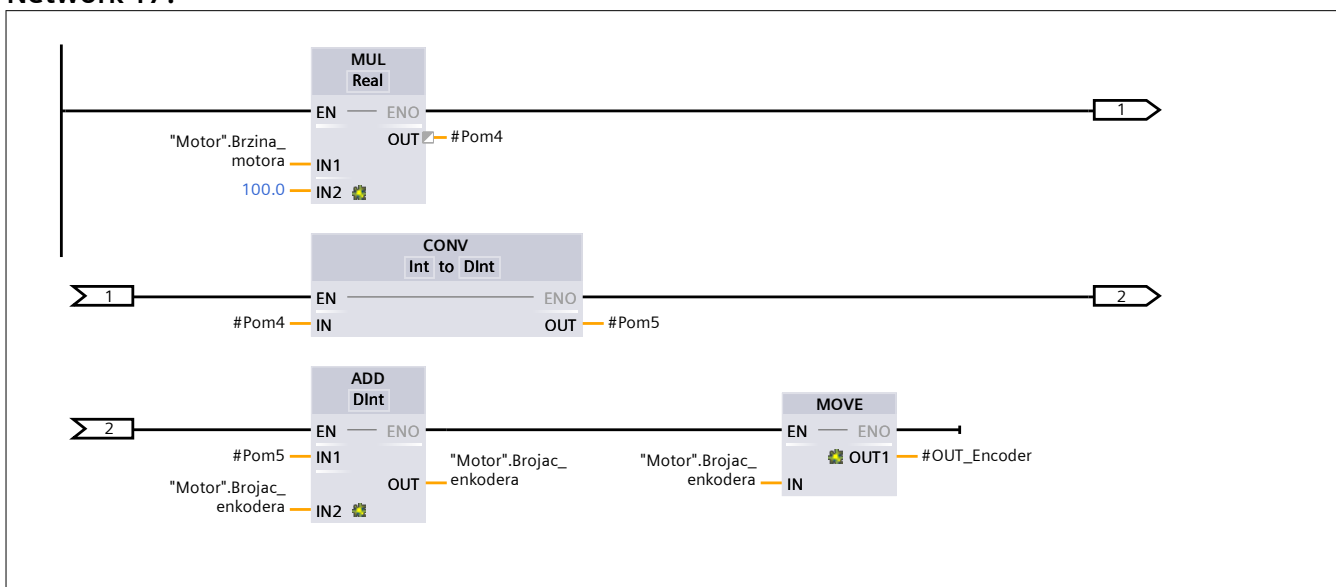 Network 17:
MUL
Real
EN
ENO
1
"Motor".Brzina_
motora
OUT
#Pom4
IN1
100.0
IN2
CONV
Int to DInt
1
EN
ENO
2
#Pom4
IN
OUT
#Pom5
ADD
DInt
MOVE
2
EN
ENO
EN
ENO
#Pom5
IN1
"Motor".Brojac_
enkodera
"Motor".Brojac_
enkodera
OUT1
#OUT_Encoder
"Motor".Brojac_
enkodera
OUT
IN
IN2